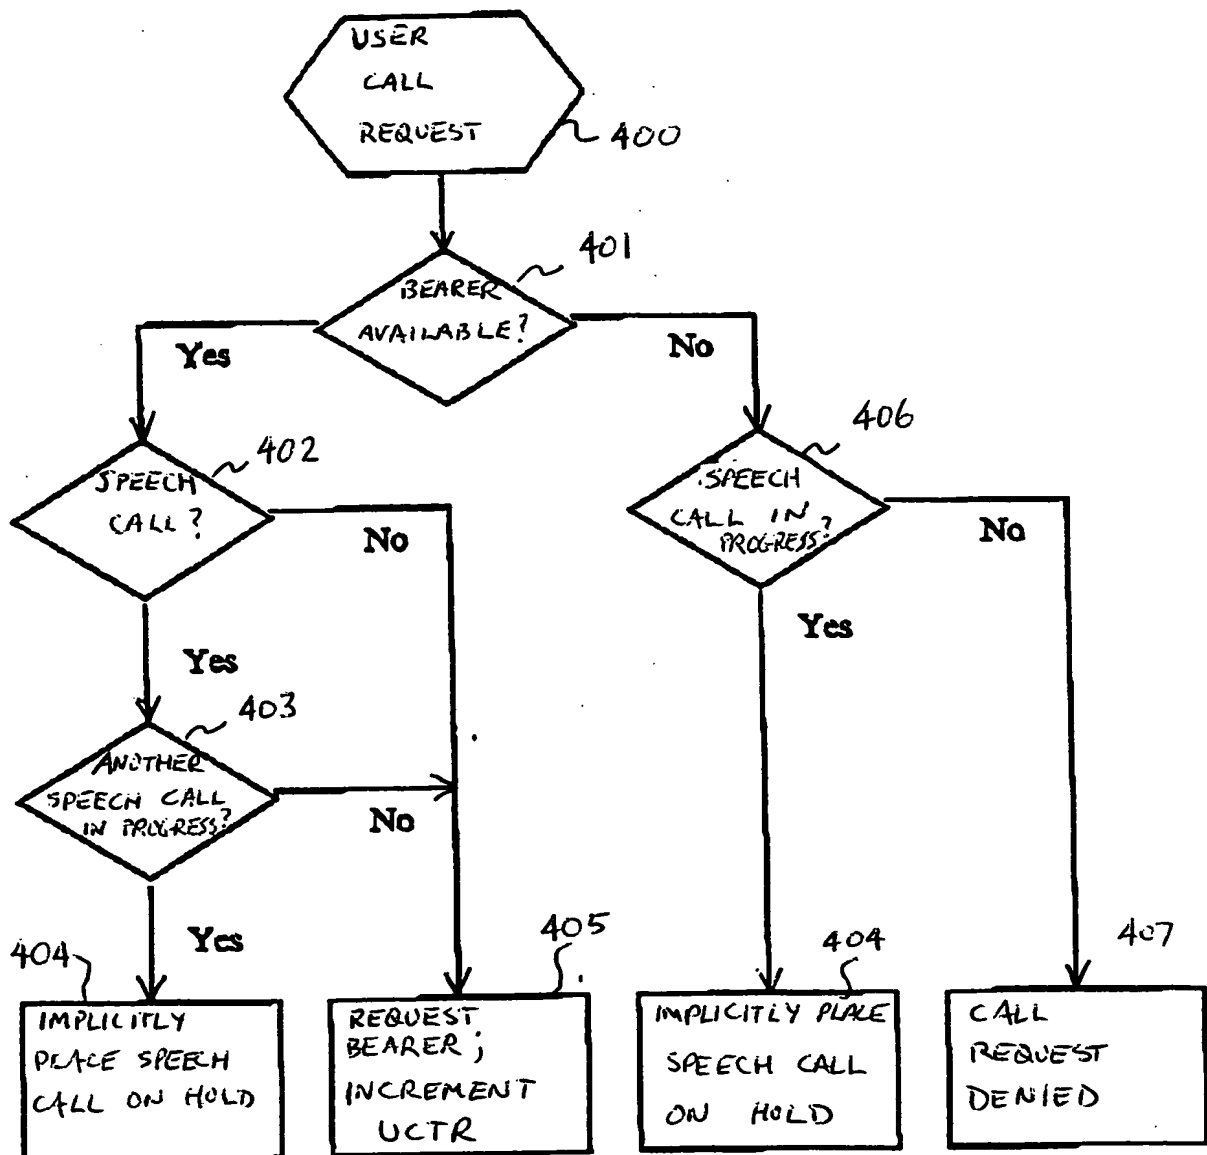 USER
CALL
REQUEST
400
401
BEARER
AVAILABLE?
Yes
No
402
SPEECH
CALL?
No
406
SPEECH
CALL IN
PROGRESS?
No
Yes
Yes
403
ANOTHER
SPEECH CALL
IN PROGRESS?
No
Yes
404
IMPLICITLY
PLACE SPEECH
CALL ON HOLD
405
REQUEST
BEARER;
INCREMENT
UCTR
404
IMPLICITLY PLACE
SPEECH CALL
ON HOLD
407
CALL
REQUEST
DENIED